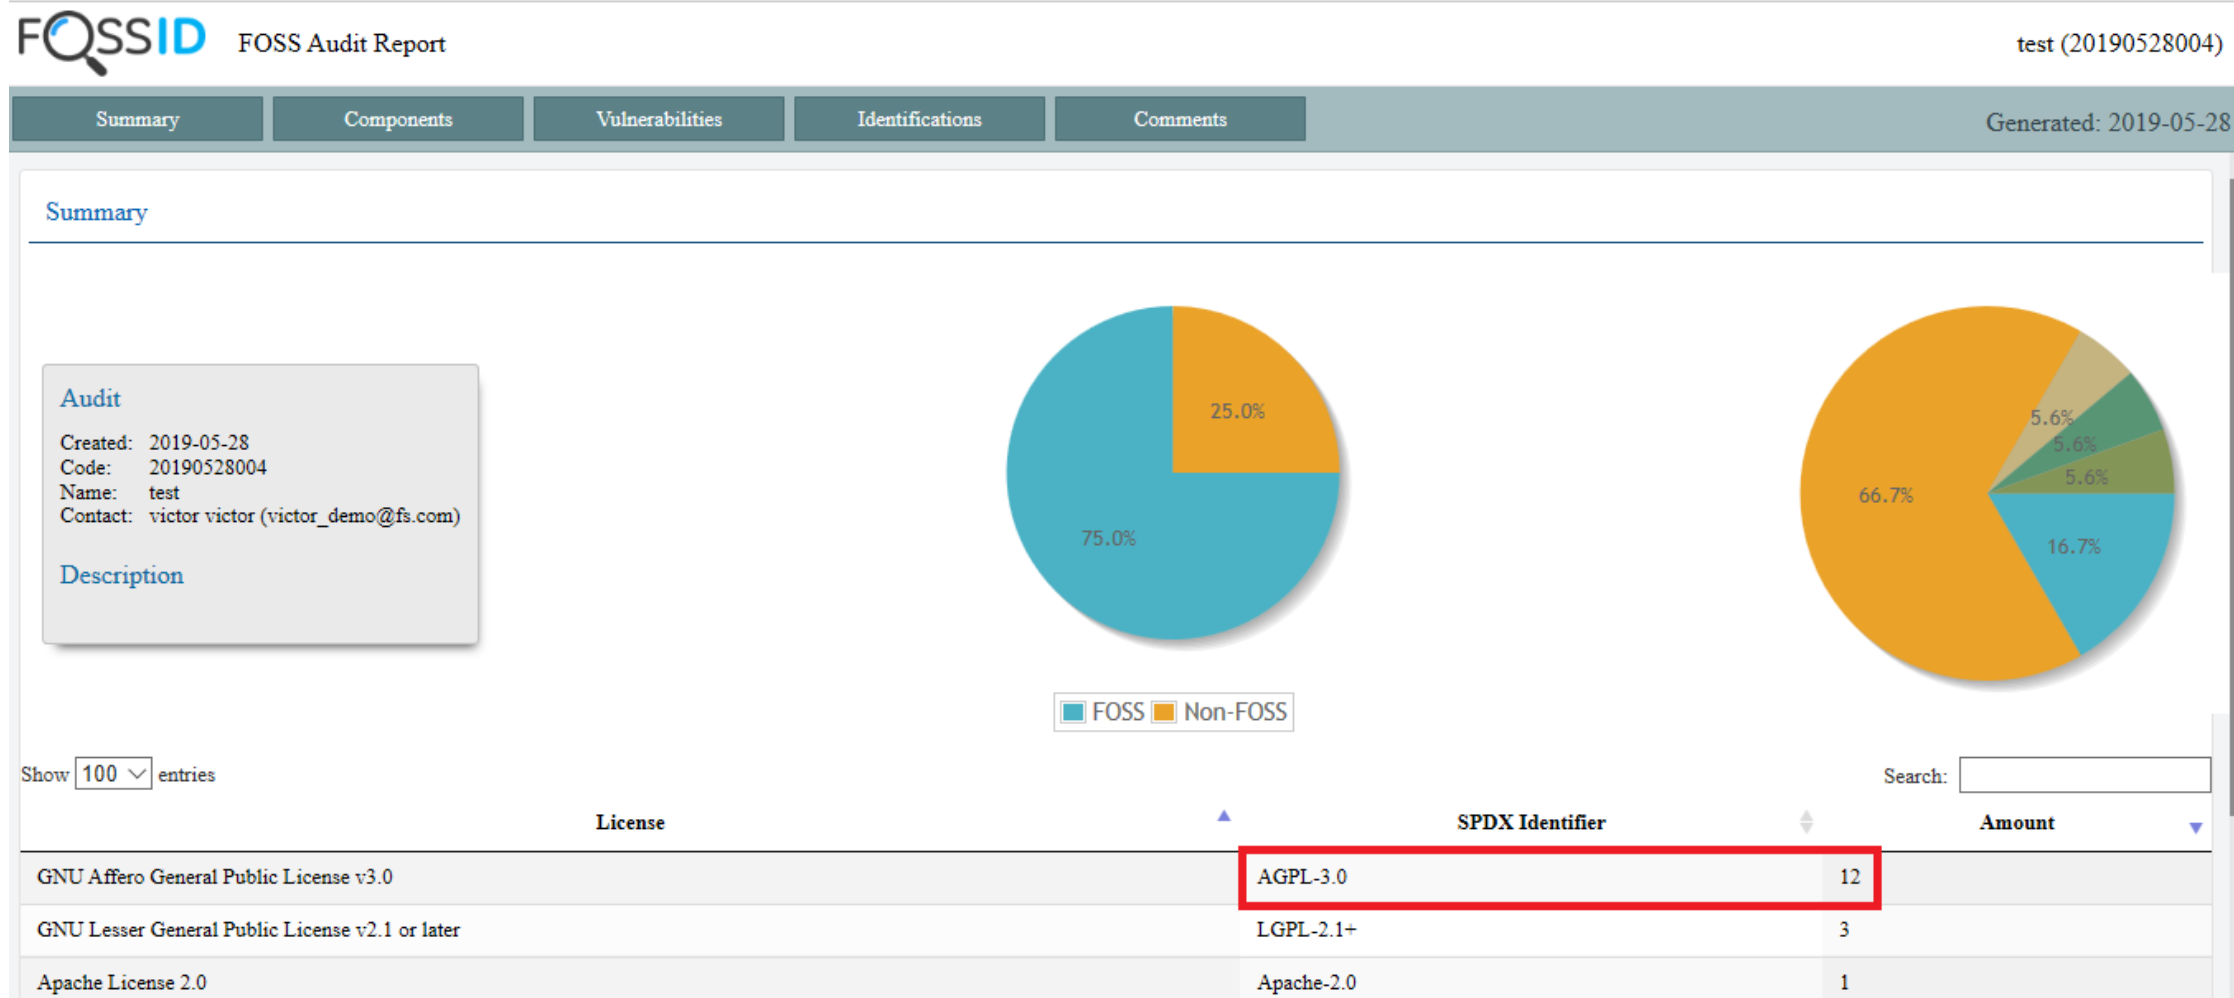 FOSSID FOSS Audit Report test (20190528004)
Summary Components Vulnerabilities Identifications Comments Generated: 2019-05-28
Summary
Audit
Created: 2019-05-28
Code: 20190528004
Name: test
Contact: victor victor (victor_demo@fs.com)
Description
25.0%
75.0%
5.6%
5.6%
5.6%
66.7%
16.7%
FOSS Non-FOSS
Show 100 entries Search:
License SPDX Identifier Amount
GNU Affero General Public License v3.0 AGPL-3.0 12
GNU Lesser General Public License v2.1 or later LGPL-2.1+ 3
Apache License 2.0 Apache-2.0 1